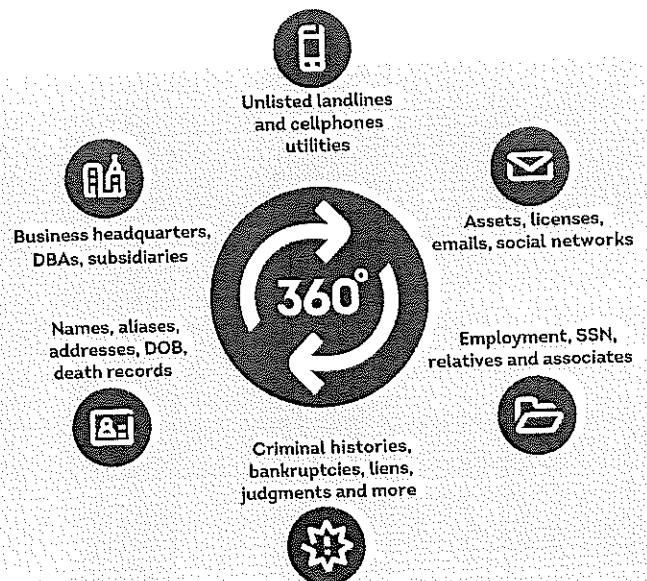 Unlisted landlines
and cellphones
utilities
Assets, licenses,
emails, social networks
Business headquarters,
DBAs, subsidiaries
360°
Names, aliases,
addresses, DOB,
death records
Employment, SSN,
relatives and associates
Criminal histories,
bankruptcies, liens,
judgments and more